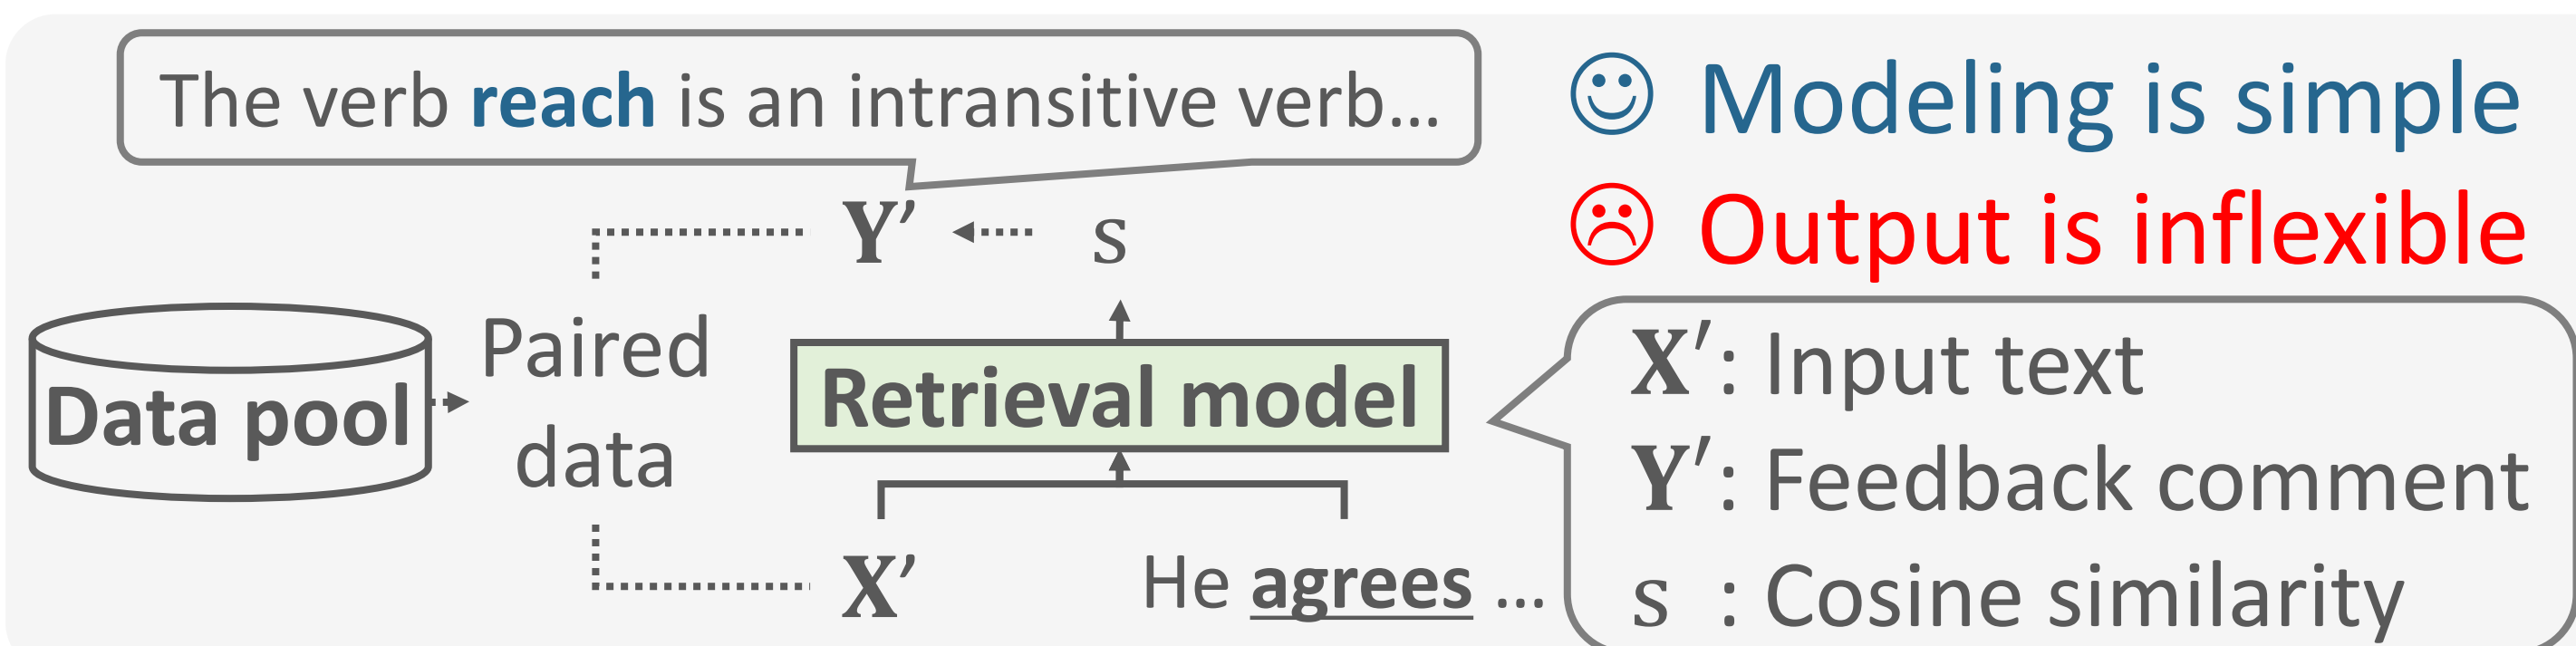 The verb reach is an intransitive verb...
☺ Modeling is simple
☹ Output is inflexible
Y′ s
Data pool
Paired
data
Retrieval model
X′
He agrees ...
X′: Input text
Y′: Feedback comment
s : Cosine similarity